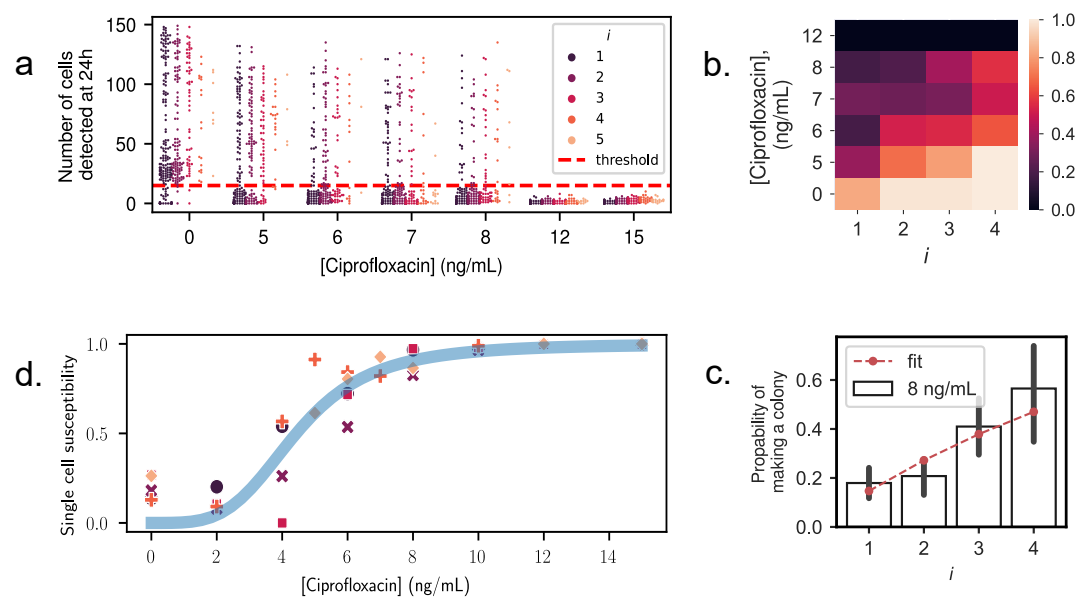 a
Number of cells
detected at 24h
150
100
50
0
i
1
2
3
4
5
threshold
0 5 6 7 8 12 15
[Ciprofloxacin] (ng/mL)
b.
[Ciprofloxacin],
(ng/mL)
12
8
7
6
5
0
1 2 3 4
i
1.0
0.8
0.6
0.4
0.2
0.0
d.
Single cell susceptibility
1.0
0.5
0.0
0 2 4 6 8 10 12 14
[Ciprofloxacin] (ng/mL)
c.
Propability of
making a colony
0.6
0.4
0.2
0.0
fit
8 ng/mL
1 2 3 4
i